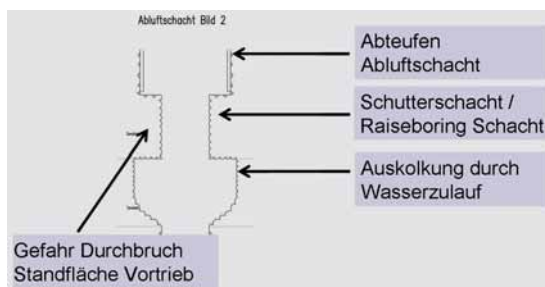 Abluftschacht Bild 2
Abteufen
Abluftschacht
Schutterschacht /
Raiseboring Schacht
Auskolkung durch
Wasserzulauf
Gefahr Durchbruch
Standfläche Vortrieb